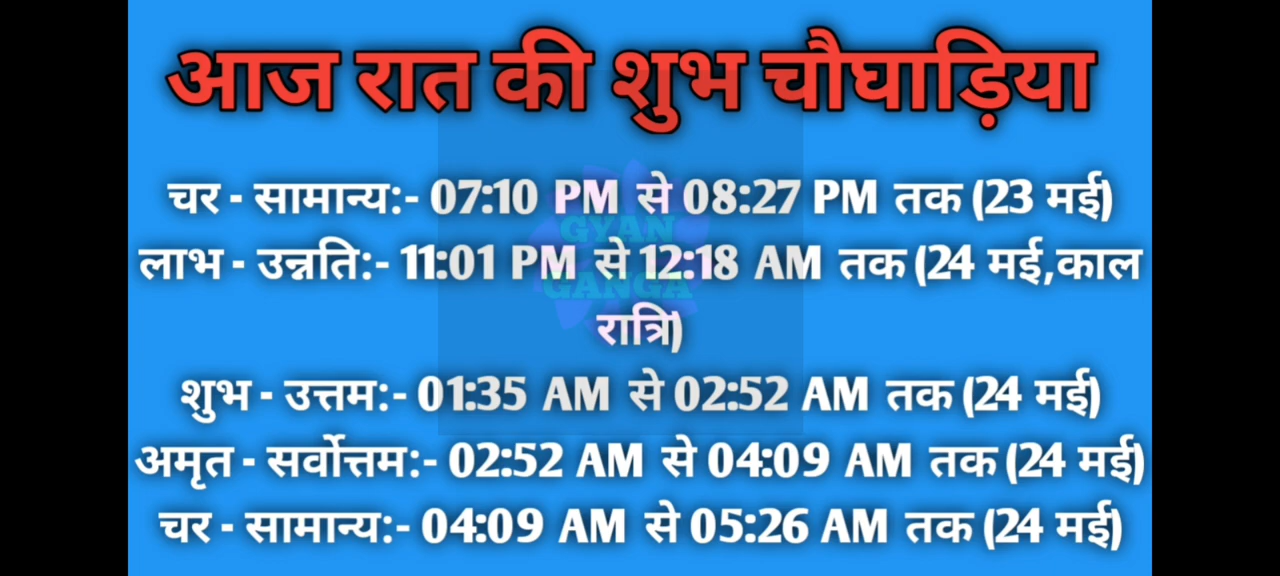 आज रात की शुभ चौघाड़िया
चर - सामान्य:- 07:10 PM से 08:27 PM तक (23 मई)
लाभ - उन्नति:- 11:01 PM से 12:18 AM तक (24 मई,काल
रात्रि)
शुभ - उत्तम:- 01:35 AM से 02:52 AM तक (24 मई)
अमृत - सर्वोत्तम:- 02:52 AM से 04:09 AM तक (24 मई)
चर - सामान्य:- 04:09 AM से 05:26 AM तक (24 मई)
GYAN
GANGA